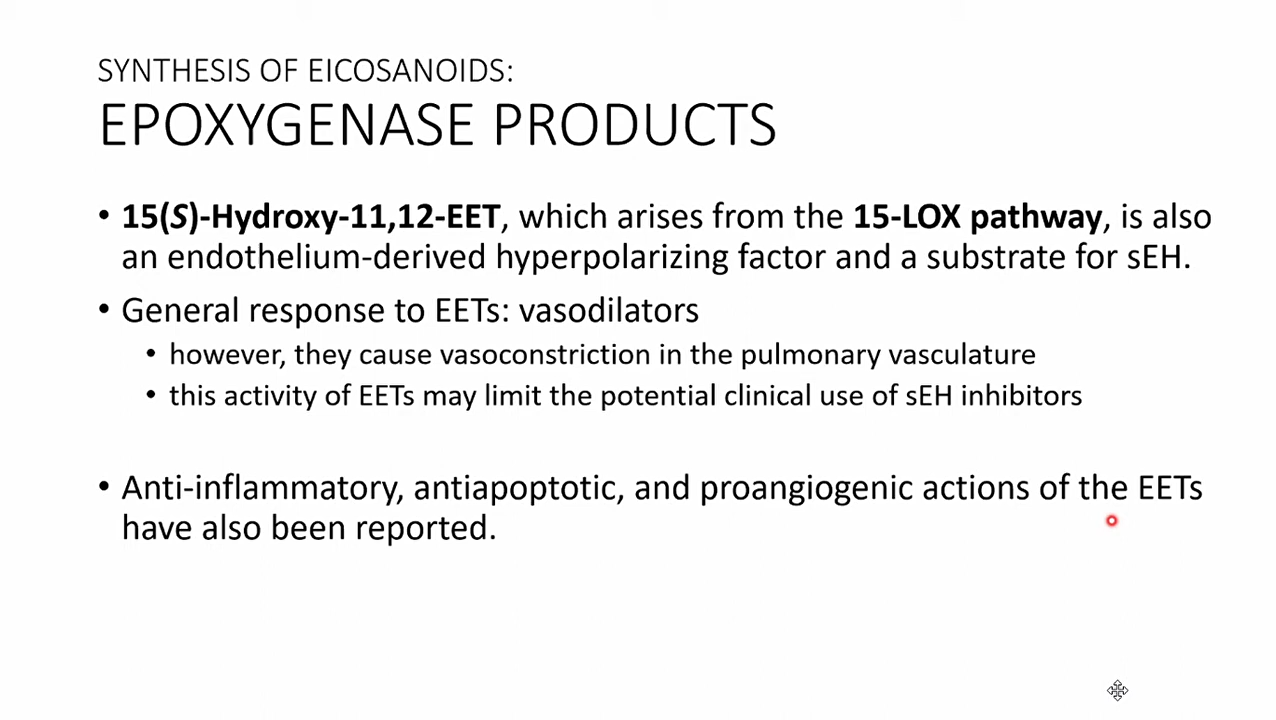 SYNTHESIS OF EICOSANOIDS:
EPOXYGENASE PRODUCTS
• 15(S)-Hydroxy-11,12-EET, which arises from the 15-LOX pathway, is also
an endothelium-derived hyperpolarizing factor and a substrate for sEH.
• General response to EETs: vasodilators
• however, they cause vasoconstriction in the pulmonary vasculature
• this activity of EETs may limit the potential clinical use of sEH inhibitors
• Anti-inflammatory, antiapoptotic, and proangiogenic actions of the EETs
have also been reported.